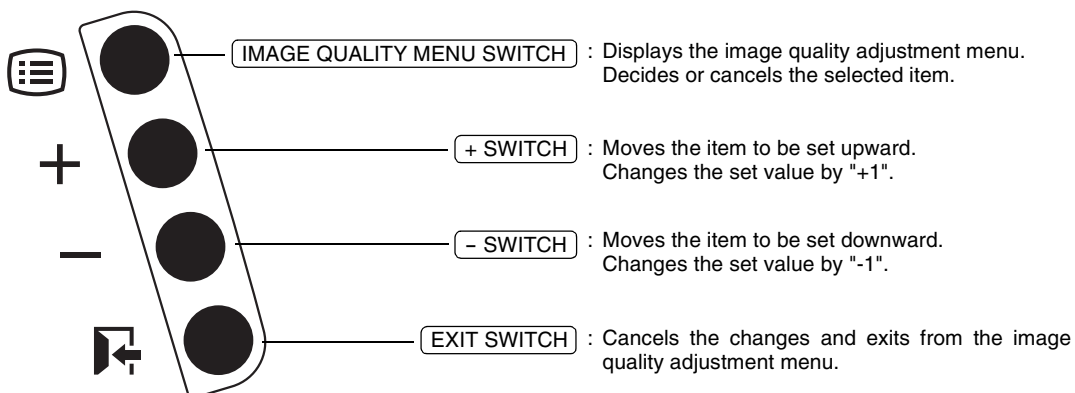 IMAGE QUALITY MENU SWITCH : Displays the image quality adjustment menu.
Decides or cancels the selected item.
+ SWITCH : Moves the item to be set upward.
Changes the set value by "+1".
− SWITCH : Moves the item to be set downward.
Changes the set value by "-1".
EXIT SWITCH : Cancels the changes and exits from the image
quality adjustment menu.